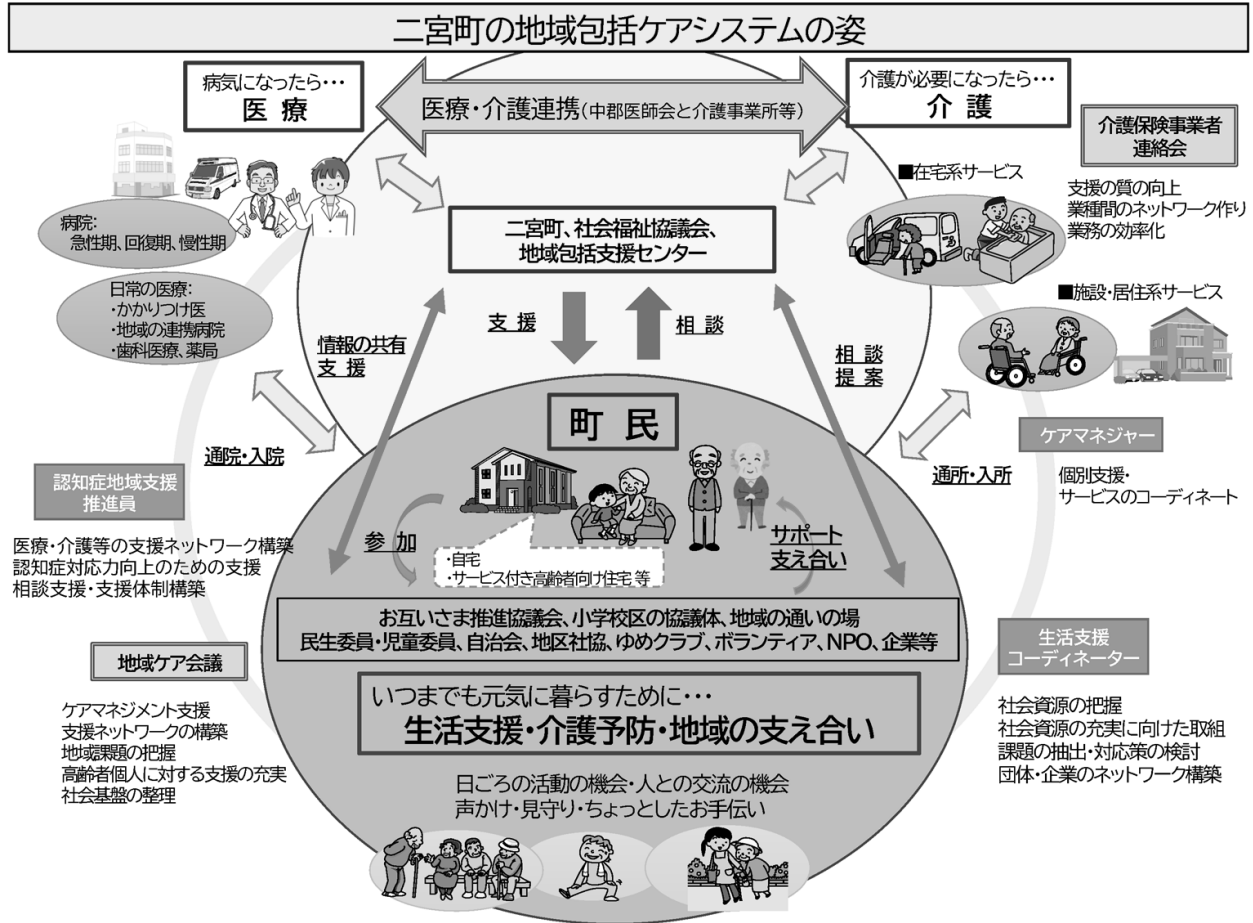 二宮町の地域包括ケアシステムの姿
病気になったら・・・
医 療
医療・介護連携(中郡医師会と介護事業所等)
介護が必要になったら・・・
介 護
介護保険事業者
連絡会
支援の質の向上
業種間のネットワーク作り
業務の効率化
■在宅系サービス
病院:
急性期、回復期、慢性期
日常の医療:
・かかりつけ医
・地域の連携病院
・歯科医療、薬局
二宮町、社会福祉協議会、
地域包括支援センター
■施設・居住系サービス
支 援
相 談
情報の共有
支 援
相 談
提 案
町 民
通院・入院
通所・入所
ケアマネジャー
個別支援・
サービスのコーディネート
認知症地域支援
推進員
医療・介護等の支援ネットワーク構築
認知症対応力向上のための支援
相談支援・支援体制構築
参 加
・自宅
・サービス付き高齢者向け住宅 等
サポート
支え合い
お互いさま推進協議会、小学校区の協議体、地域の通いの場
民生委員・児童委員、自治会、地区社協、ゆめクラブ、ボランティア、NPO、企業等
地域ケア会議
ケアマネジメント支援
支援ネットワークの構築
地域課題の把握
高齢者個人に対する支援の充実
社会基盤の整理
生活支援
コーディネーター
社会資源の把握
社会資源の充実に向けた取組
課題の抽出・対応策の検討
団体・企業のネットワーク構築
いつまでも元気に暮らすために・・・
生活支援・介護予防・地域の支え合い
日ごろの活動の機会・人との交流の機会
声かけ・見守り・ちょっとしたお手伝い